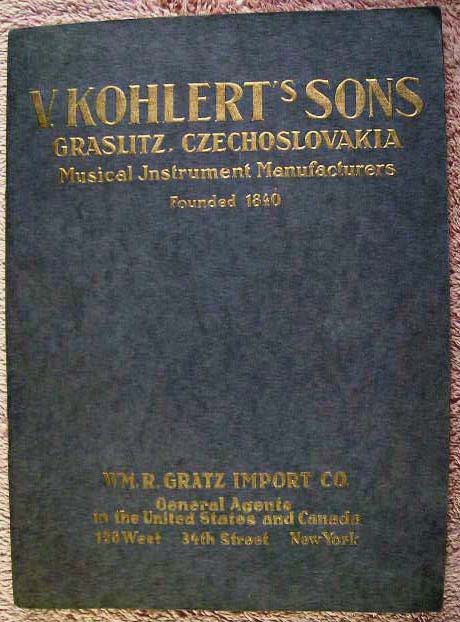 V. KOHLERT'S SONS
GRASLITZ, CZECHOSLOVAKIA
Musical Instrument Manufacturers
Founded 1840
WM. R. GRATZ IMPORT CO.
General Agents
in the United States and Canada
West 34th Street New York